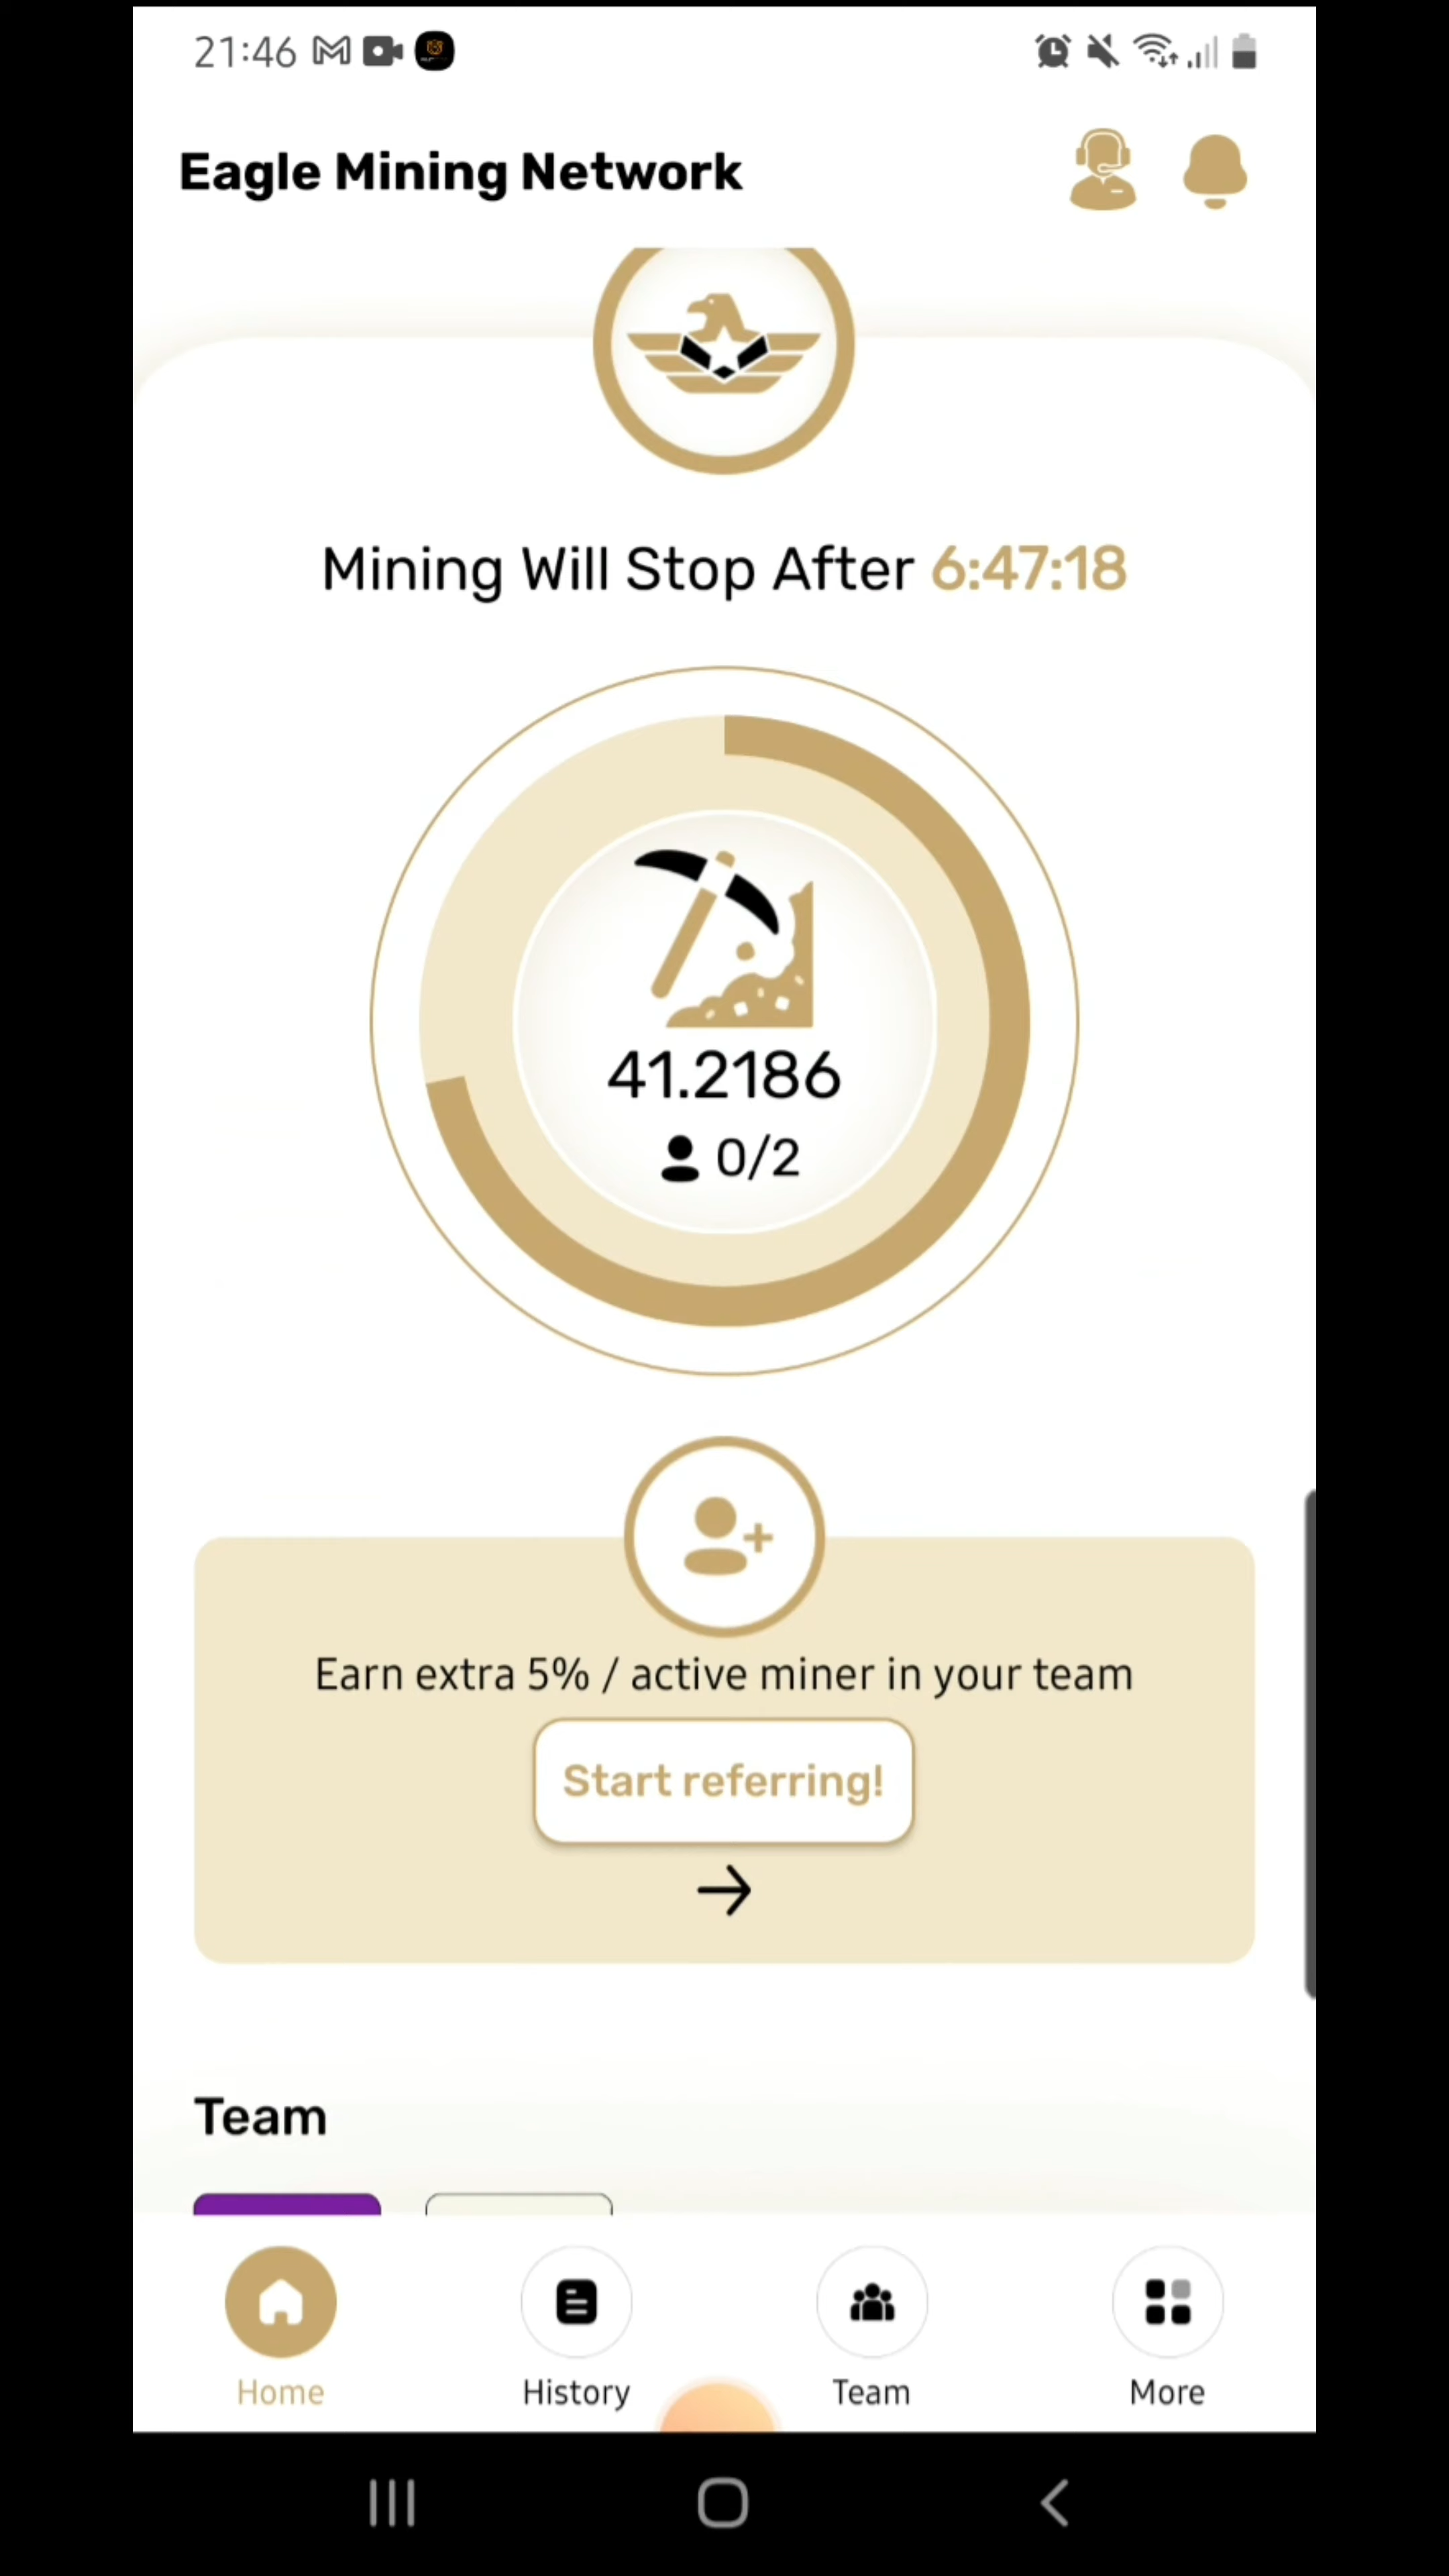 21:46
Eagle Mining Network
Mining Will Stop After 6:47:18
41.2186
0/2
Earn extra 5% / active miner in your team
Start referring!
Team
Home
History
Team
More